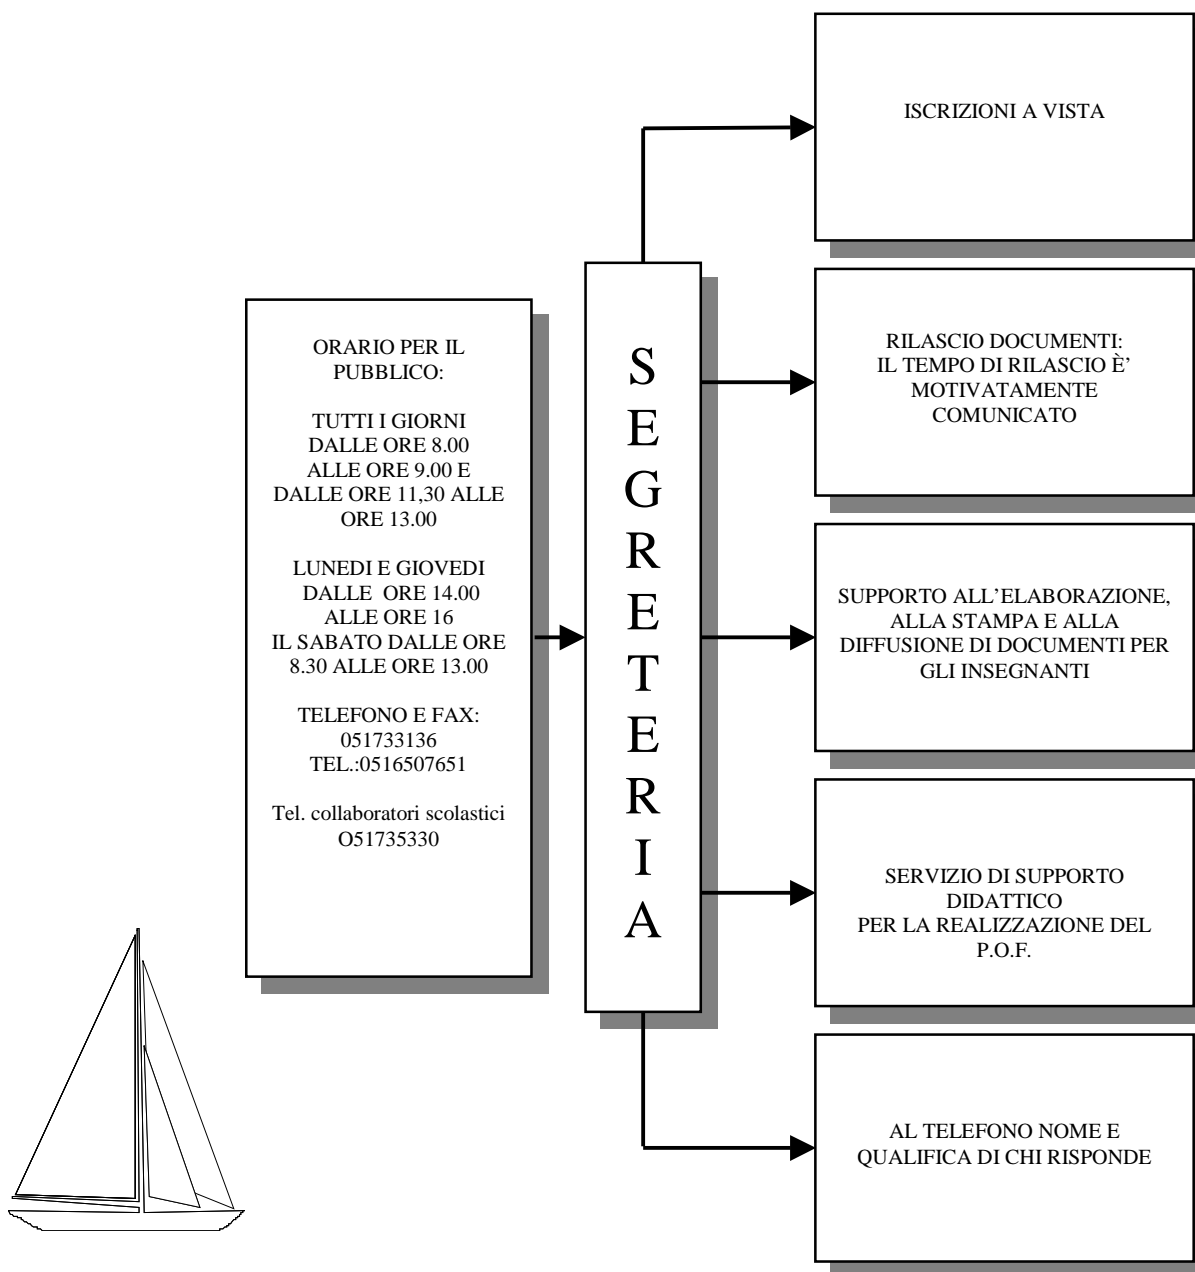 ORARIO PER IL
PUBBLICO:
TUTTI I GIORNI
DALLE ORE 8.00
ALLE ORE 9.00 E
DALLE ORE 11,30 ALLE
ORE 13.00
LUNEDI E GIOVEDI
DALLE ORE 14.00
ALLE ORE 16
IL SABATO DALLE ORE
8.30 ALLE ORE 13.00
TELEFONO E FAX:
051733136
TEL.:0516507651
Tel. collaboratori scolastici
O51735330
S
E
G
R
E
T
E
R
I
A
ISCRIZIONI A VISTA
RILASCIO DOCUMENTI:
IL TEMPO DI RILASCIO È’
MOTIVATAMENTE
COMUNICATO
SUPPORTO ALL’ELABORAZIONE,
ALLA STAMPA E ALLA
DIFFUSIONE DI DOCUMENTI PER
GLI INSEGNANTI
SERVIZIO DI SUPPORTO
DIDATTICO
PER LA REALIZZAZIONE DEL
P.O.F.
AL TELEFONO NOME E
QUALIFICA DI CHI RISPONDE